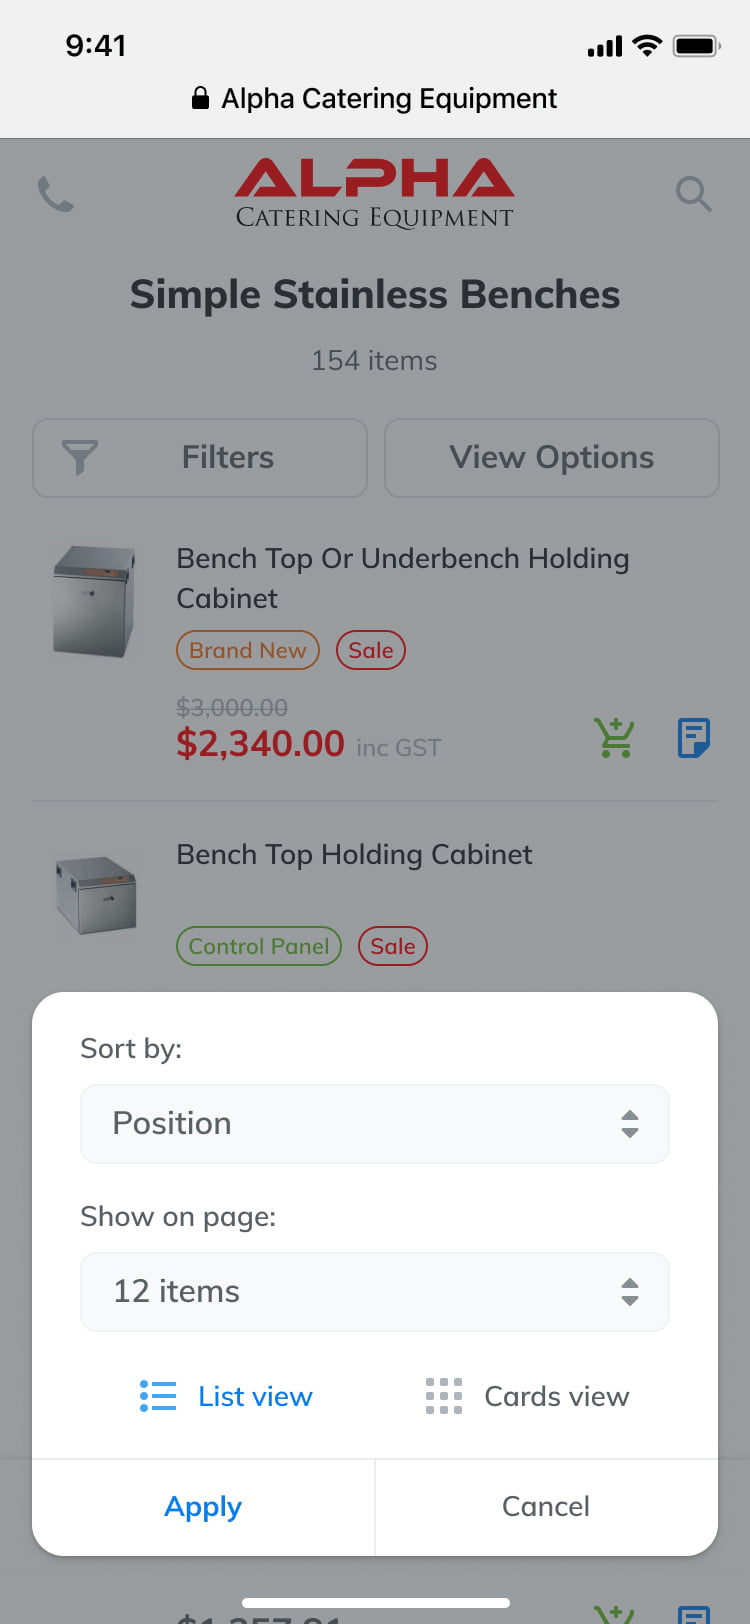 9:41
Alpha Catering Equipment
ALPHA
CATERING EQUIPMENT
Simple Stainless Benches
154 items
Filters
View Options
Bench Top Or Underbench Holding
Cabinet
Brand New
Sale
$3,000.00
$2,340.00 inc GST
Bench Top Holding Cabinet
Control Panel
Sale
Sort by:
Position
Show on page:
12 items
List view
Cards view
Apply
Cancel